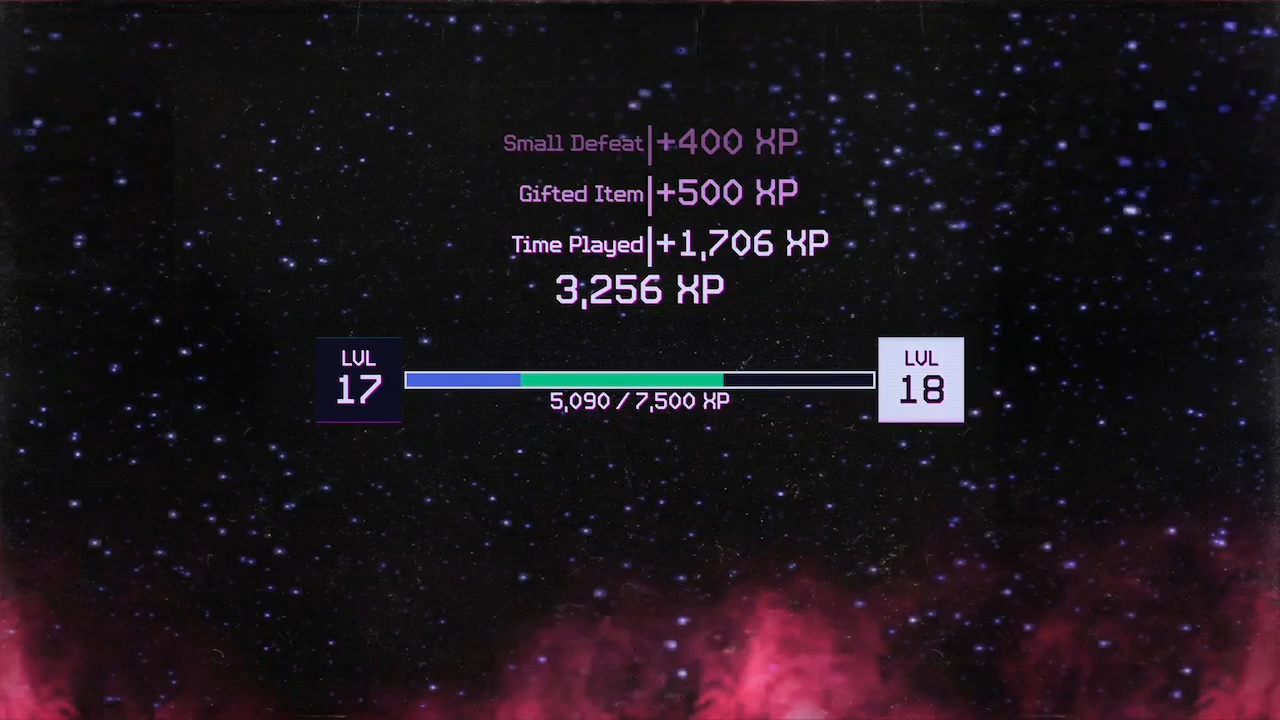 Small Defeat|+400 XP
Gifted Item|+500 XP
Time Played|+1,706 XP
3,256 XP
LVL
17
LVL
18
5,090 / 7,500 XP